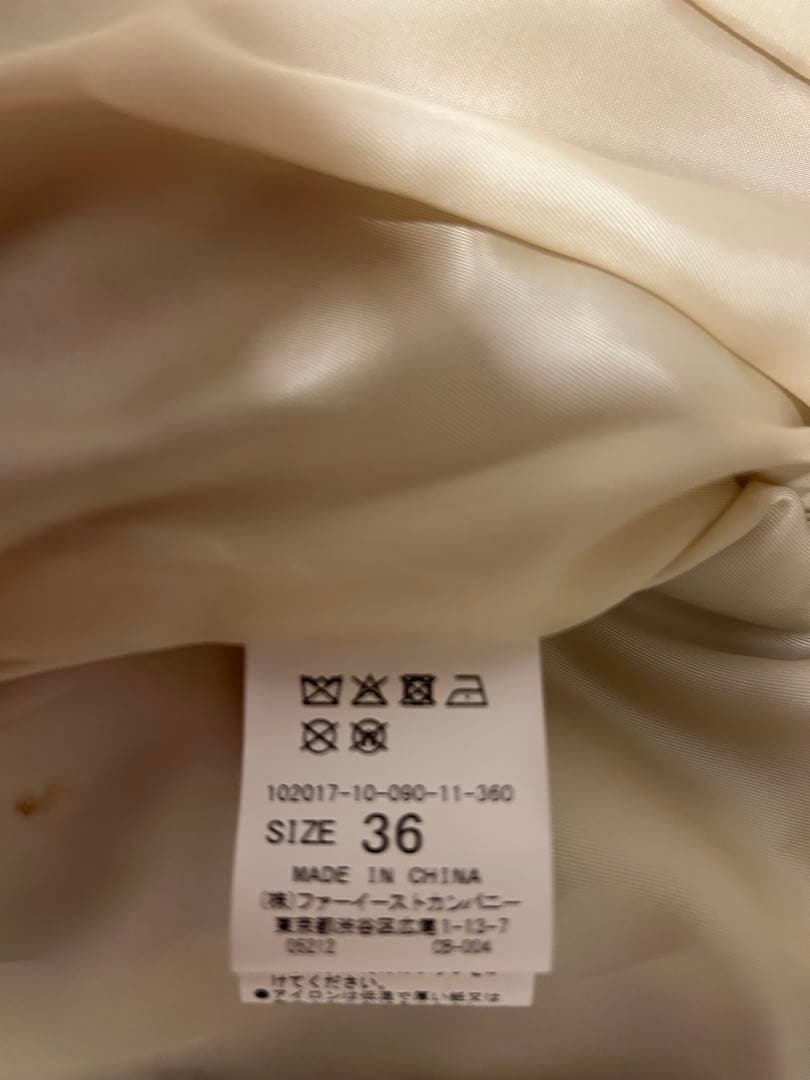 102017-10-090-11-360
SIZE 36
MADE IN CHINA
(株)ファーイーストカンパニー
東京都渋谷区広尾1-13-7
05212 CB-004
けてください。
●アイロンは低温で厚い紙又は